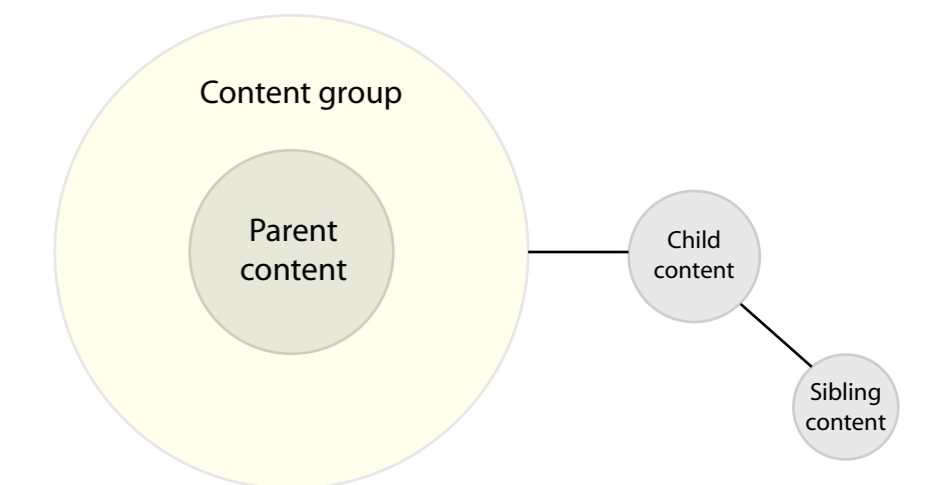 Content group
Parent
content
Child
content
Sibling
content